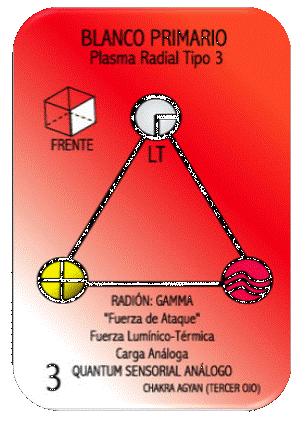 BLANCO PRIMARIO
Plasma Radial Tipo 3
FRENTE
LT
RADIÓN: GAMMA
"Fuerza de Ataque"
Fuerza Lumínico-Térmica
Carga Análoga
3 QUANTUM SENSORIAL ANÁLOGO
CHAKRA AGYAN (TERCER OJO)